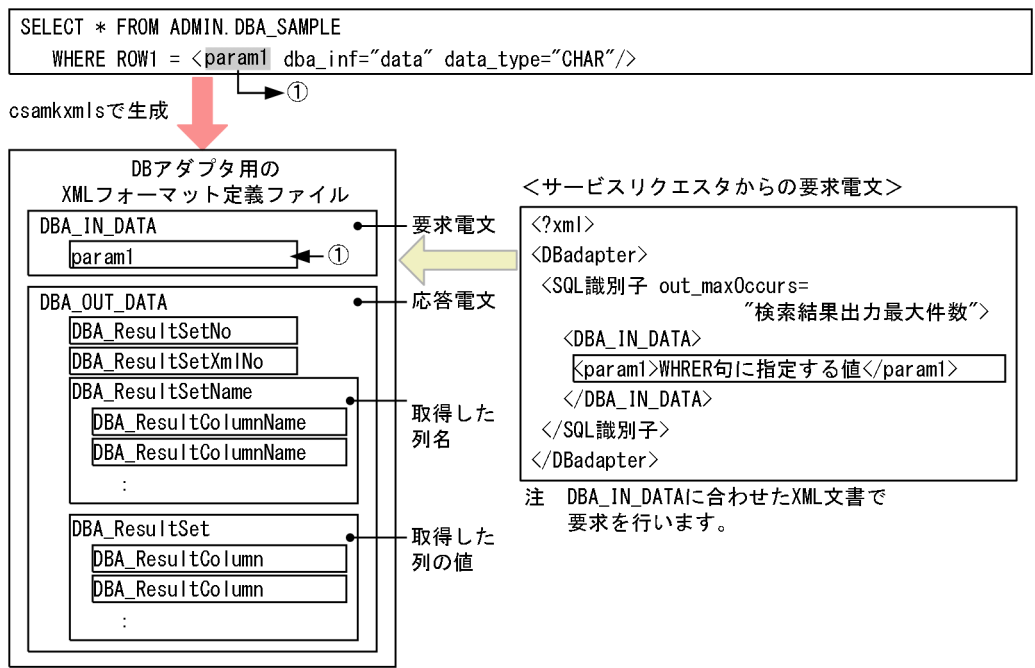 SELECT * FROM ADMIN.DBA_SAMPLE
WHERE ROW1 = <param1 dba_inf="data" data_type="CHAR"/>
①
csamkxmlsで生成
DBアダプタ用の
XMLフォーマット定義ファイル
DBA_IN_DATA
要求電文
param1
①
DBA_OUT_DATA
応答電文
DBA_ResultSetNo
DBA_ResultSetXmlNo
DBA_ResultSetName
取得した
列名
DBA_ResultColumnName
DBA_ResultColumnName
:
DBA_ResultSet
取得した
列の値
DBA_ResultColumn
DBA_ResultColumn
:
<サービスリクエスタからの要求電文>
<?xml>
<DBadapter>
<SQL識別子 out_maxOccurs=
"検索結果出力最大件数">
<DBA_IN_DATA>
<param1>WHRER句に指定する値</param1>
</DBA_IN_DATA>
</SQL識別子>
</DBadapter>
注 DBA_IN_DATAに合わせたXML文書で
要求を行います。